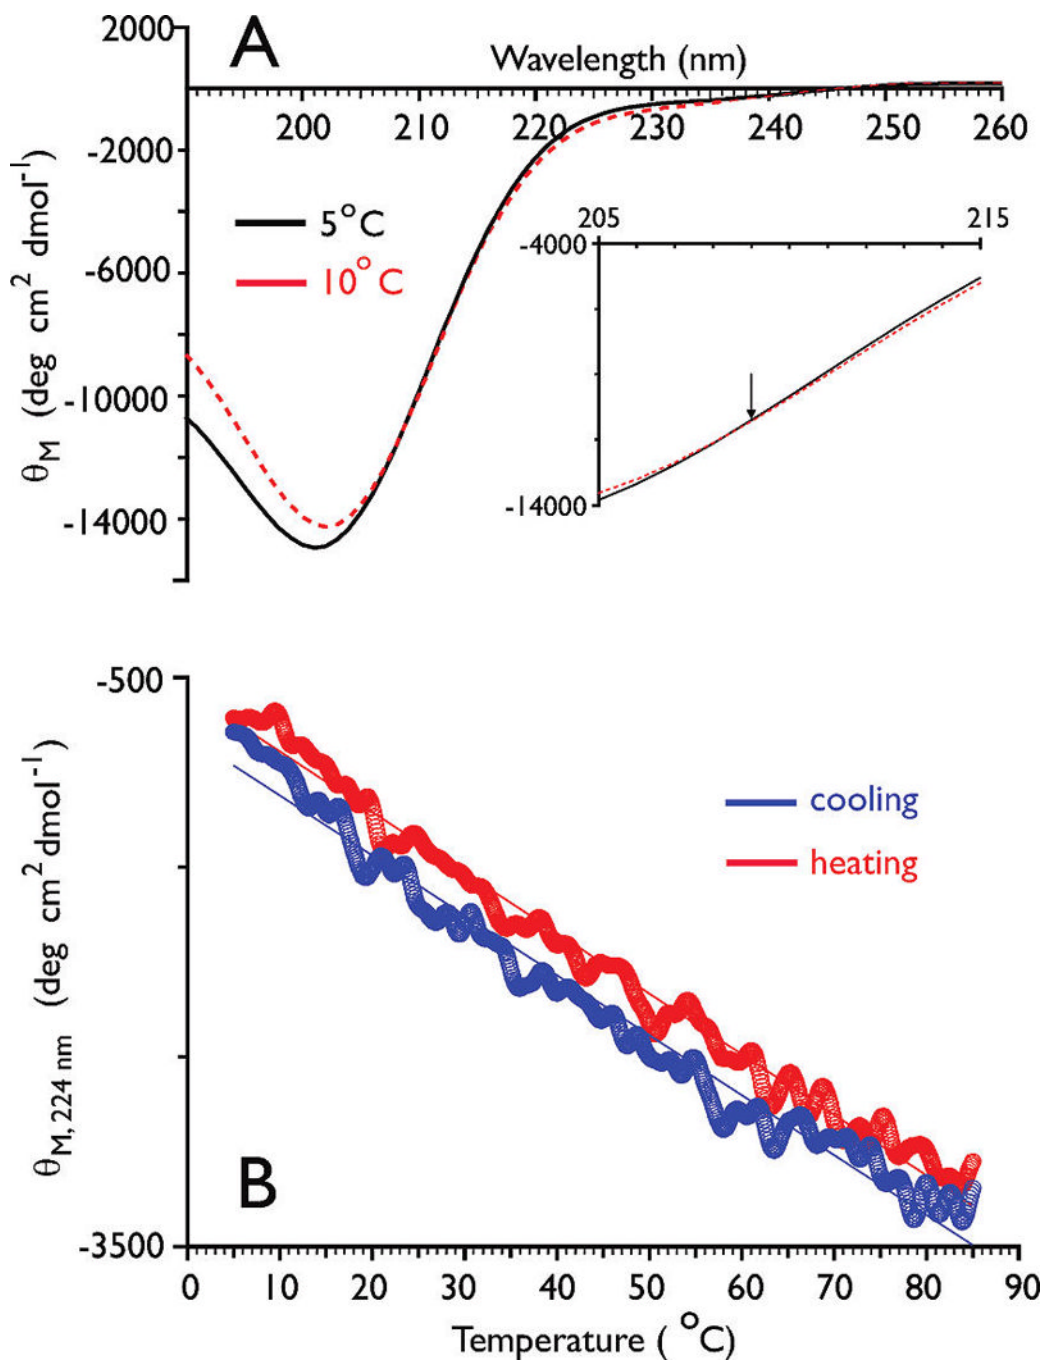 A
Wavelength (nm)
2000
-2000
-6000
-10000
-14000
200 210 220 230 240 250 260
θM (deg cm² dmol⁻¹)
5°C
10°C
205 215
-4000
-14000
B
-500
-3500
θM, 224 nm (deg cm² dmol⁻¹)
cooling
heating
0 10 20 30 40 50 60 70 80 90
Temperature ( °C)